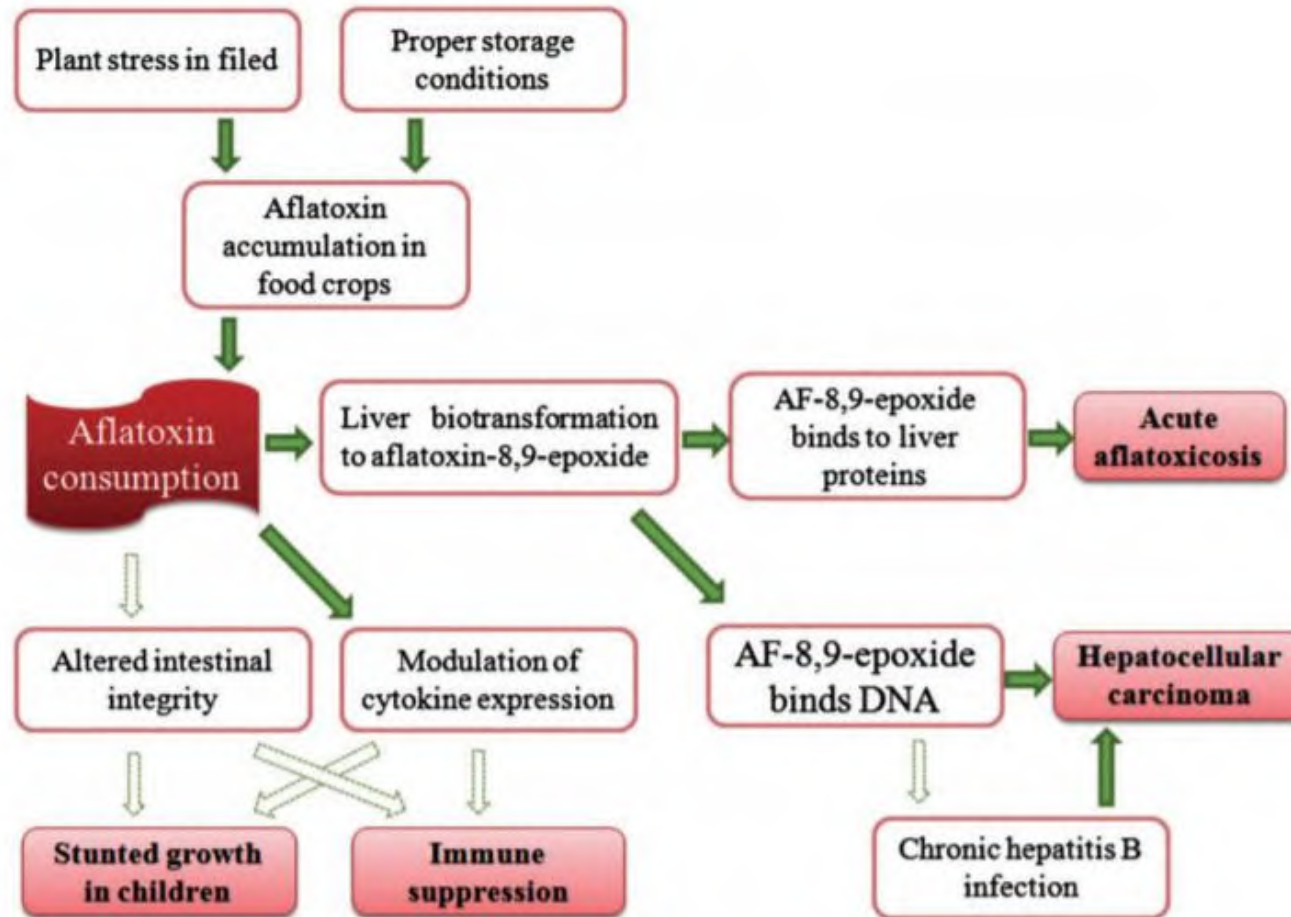 Plant stress in filed
Proper storage
conditions
Aflatoxin
accumulation in
food crops
Aflatoxin
consumption
Liver biotransformation
to aflatoxin-8,9-epoxide
AF-8,9-epoxide
binds to liver
proteins
Acute
aflatoxicosis
Altered intestinal
integrity
Modulation of
cytokine expression
AF-8,9-epoxide
binds DNA
Hepatocellular
carcinoma
Stunted growth
in children
Immune
suppression
Chronic hepatitis B
infection